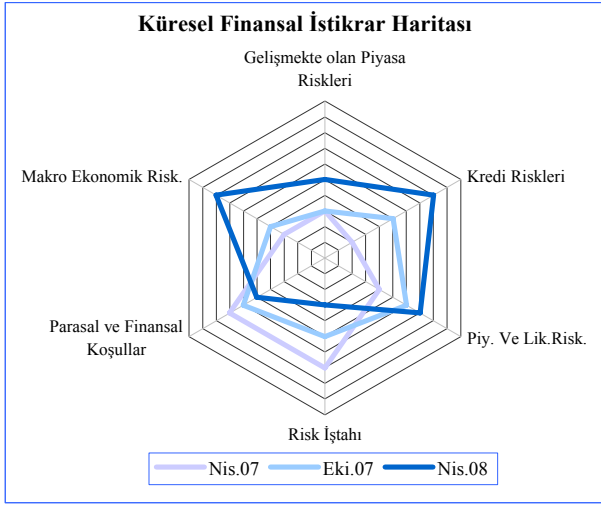 Küresel Finansal İstikrar Haritası
Gelişmekte olan Piyasa
Riskleri
Makro Ekonomik Risk.
Kredi Riskleri
Parasal ve Finansal
Koşullar
Piy. Ve Lik.Risk.
Risk İştahı
Nis.07 Eki.07 Nis.08